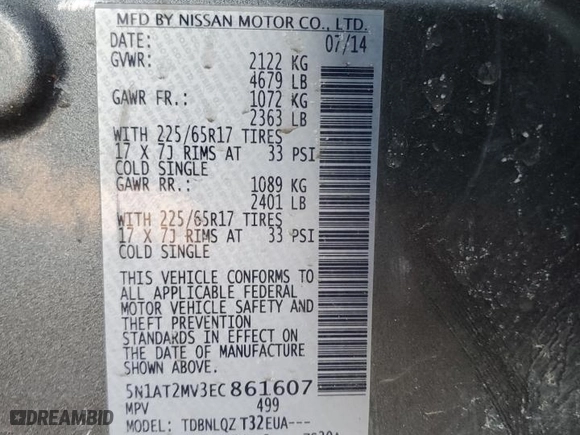 MFD BY NISSAN MOTOR CO., LTD.
DATE: 07/14
GVWR: 2122 KG
4679 LB
GAWR FR.: 1072 KG
2363 LB
WITH 225/65R17 TIRES
17 X 7J RIMS AT 33 PSI
COLD SINGLE
GAWR RR.: 1089 KG
2401 LB
WITH 225/65R17 TIRES
17 X 7J RIMS AT 33 PSI
COLD SINGLE
THIS VEHICLE CONFORMS TO
ALL APPLICABLE FEDERAL
MOTOR VEHICLE SAFETY AND
THEFT PREVENTION
STANDARDS IN EFFECT ON
THE DATE OF MANUFACTURE
SHOWN ABOVE.
5N1AT2MV3EC861607
MPV 499
MODEL: TDBNLQZ T32EUA---
DREAMBID.COM